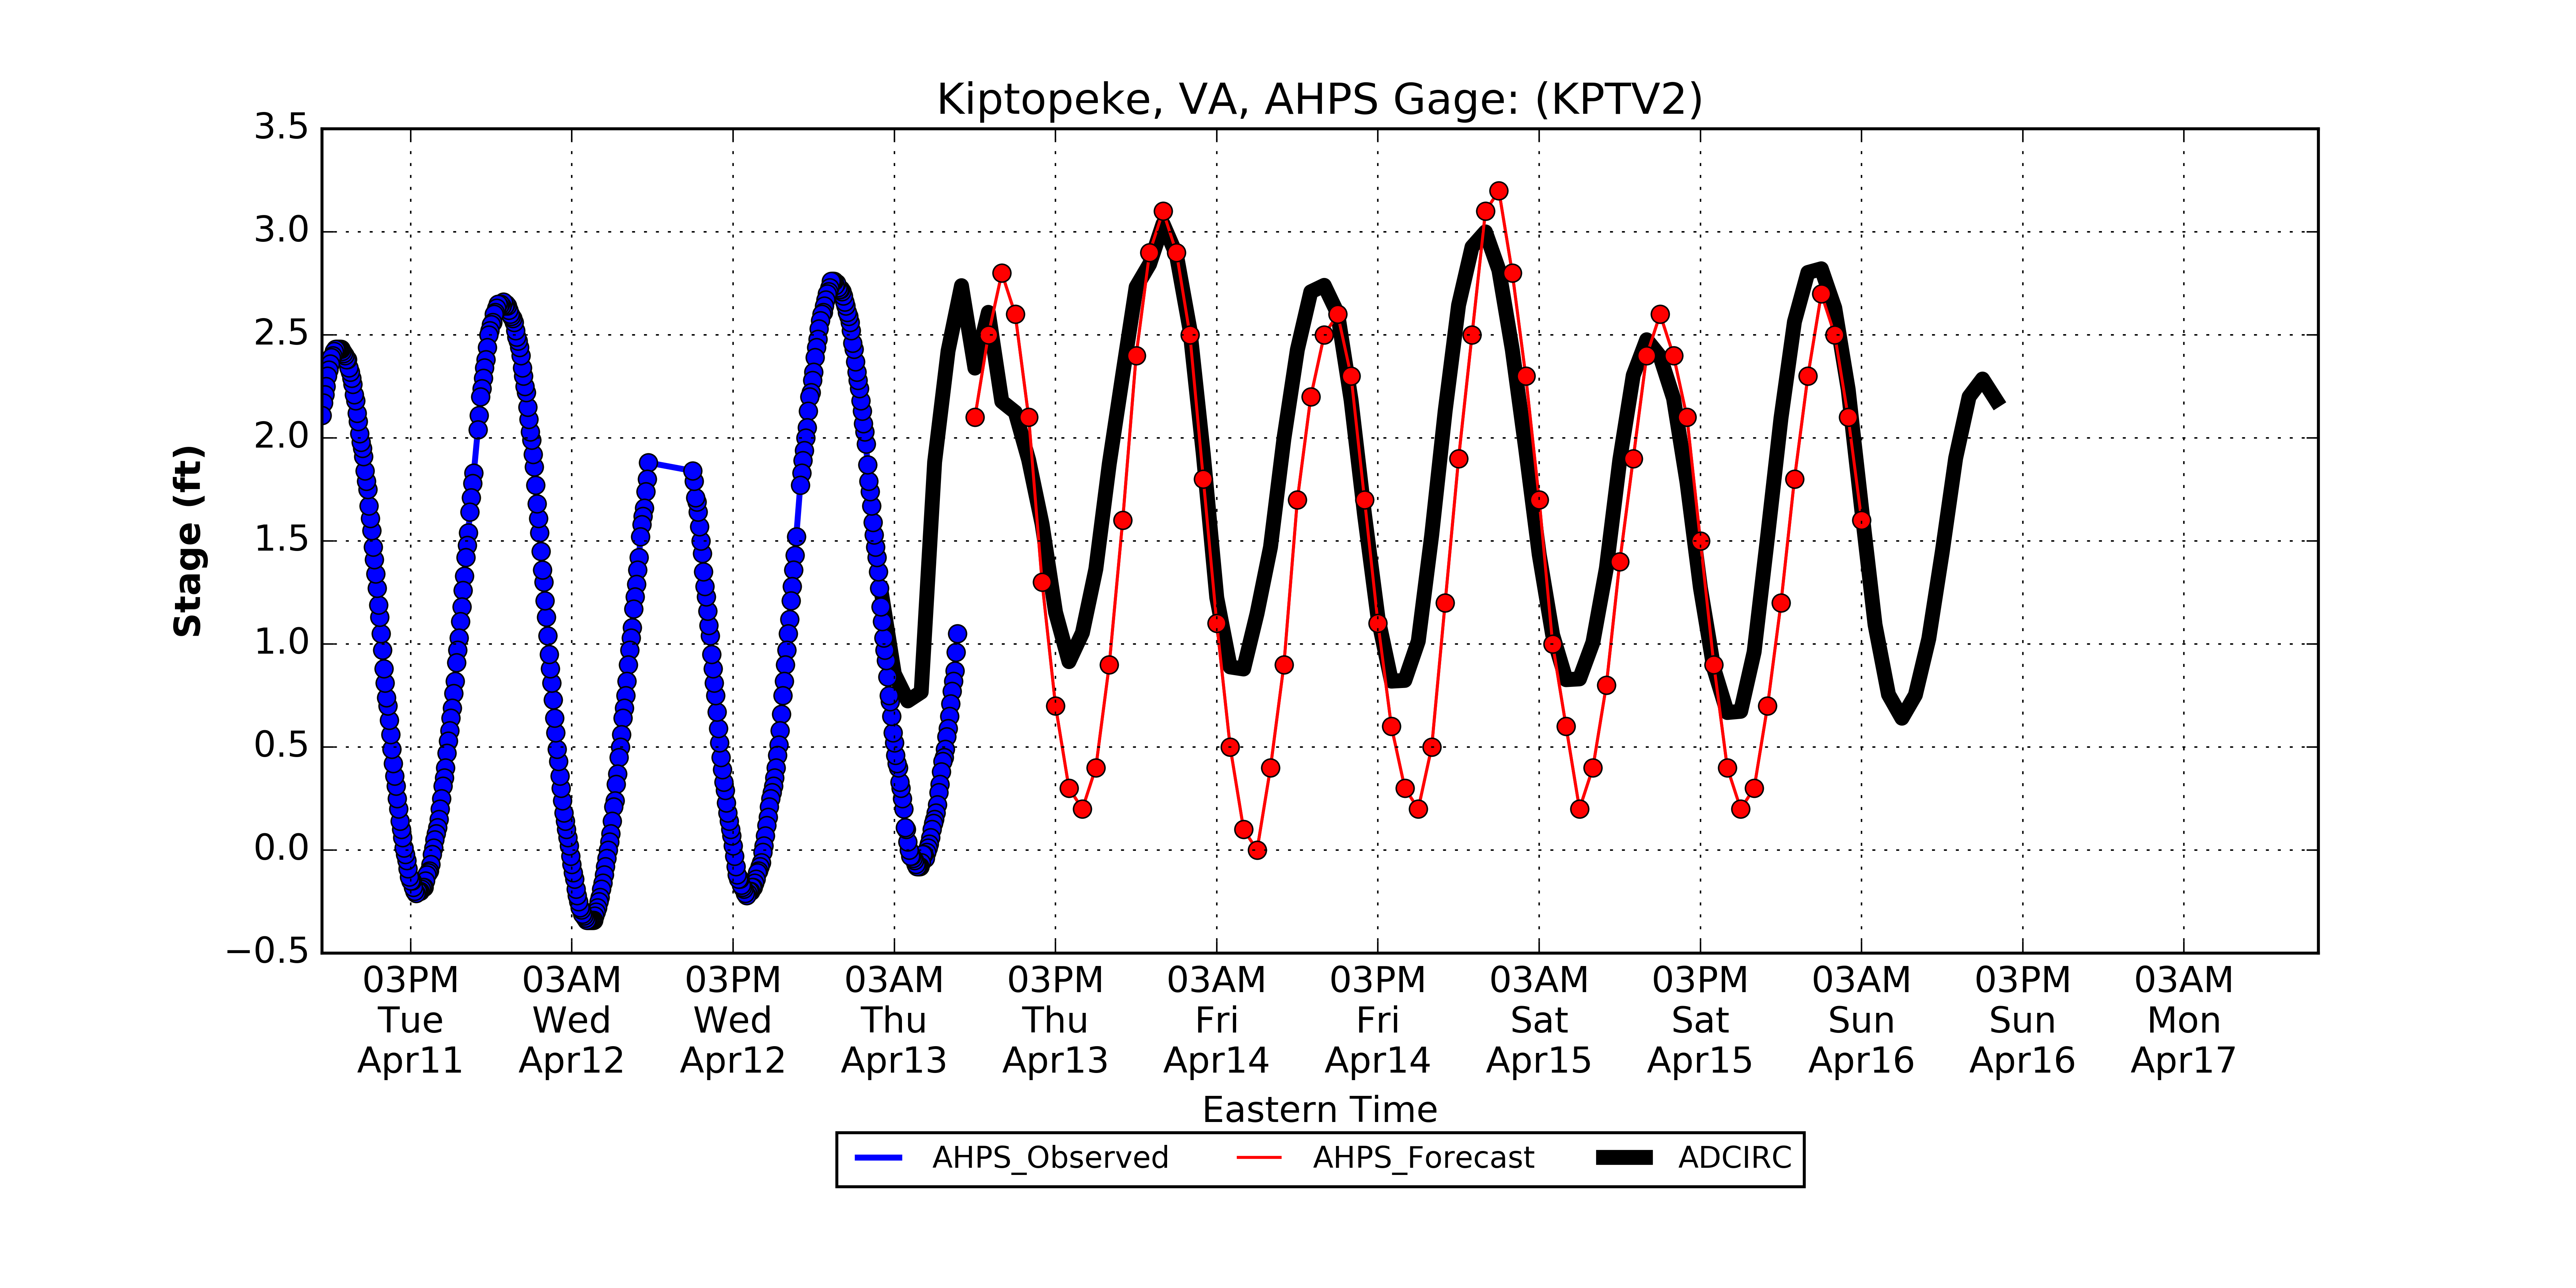 Kiptopeke, VA, AHPS Gage: (KPTV2)
3.5
3.0
2.5
2.0
1.5
1.0
0.5
0.0
−0.5
Stage (ft)
03PM 03AM 03PM 03AM 03PM 03AM 03PM 03AM 03PM 03AM 03PM 03AM
Tue Wed Wed Thu Thu Fri Fri Sat Sat Sun Sun Mon
Apr11 Apr12 Apr12 Apr13 Apr13 Apr14 Apr14 Apr15 Apr15 Apr16 Apr16 Apr17
Eastern Time
AHPS_Observed AHPS_Forecast ADCIRC